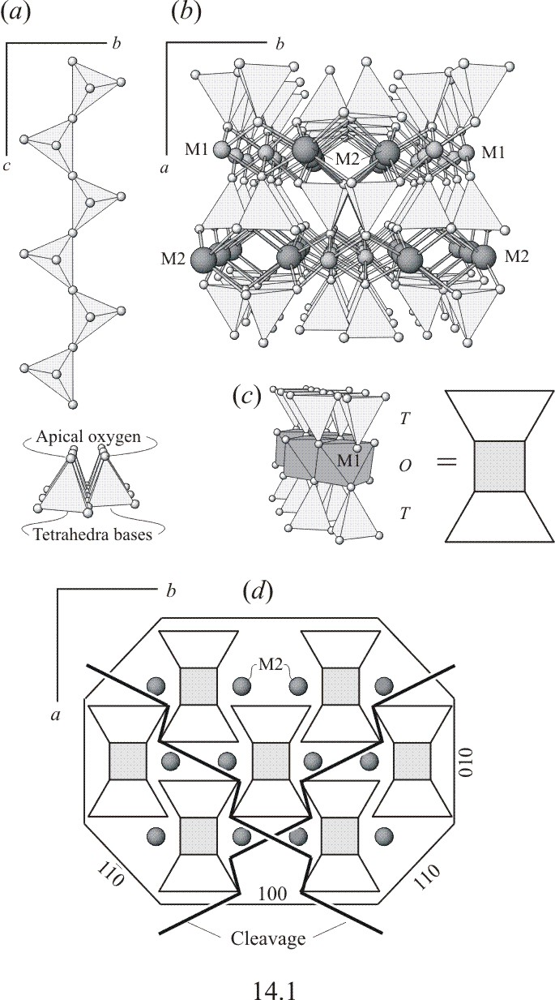 (a)
b
c
Apical oxygen
Tetrahedra bases
(b)
b
a
M1
M2
M1
M2
M2
(c)
T
M1
O
=
T
(d)
b
M2
a
010
110
100
110
Cleavage
14.1